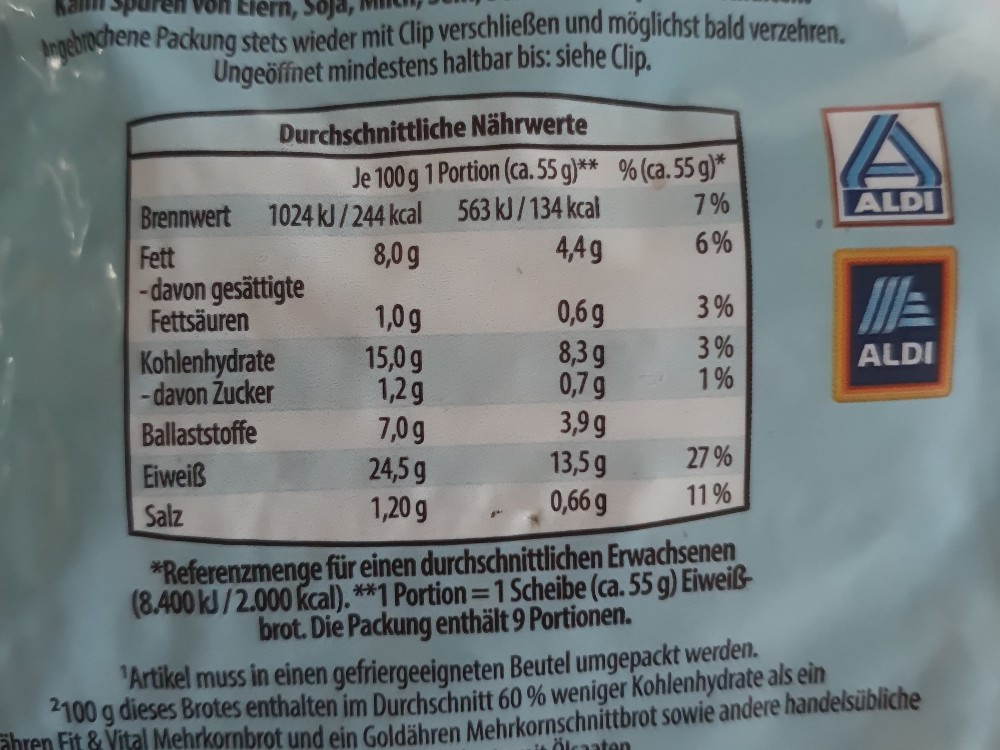 Kann Spuren von Eiern, Soja,
Angebrochene Packung stets wieder mit Clip verschließen und möglichst bald verzehren.
Ungeöffnet mindestens haltbar bis: siehe Clip.
Durchschnittliche Nährwerte
Je 100 g 1 Portion (ca. 55 g)** % (ca. 55 g)*
Brennwert 1024 kJ / 244 kcal 563 kJ / 134 kcal 7 %
Fett 8,0 g 4,4 g 6 %
- davon gesättigte
Fettsäuren 1,0 g 0,6 g 3 %
Kohlenhydrate 15,0 g 8,3 g 3 %
- davon Zucker 1,2 g 0,7 g 1 %
Ballaststoffe 7,0 g 3,9 g
Eiweiß 24,5 g 13,5 g 27 %
Salz 1,20 g 0,66 g 11 %
ALDI
ALDI
*Referenzmenge für einen durchschnittlichen Erwachsenen
(8.400 kJ / 2.000 kcal). **1 Portion = 1 Scheibe (ca. 55 g) Eiweiß-
brot. Die Packung enthält 9 Portionen.
¹Artikel muss in einen gefriergeeigneten Beutel umgepackt werden.
²100 g dieses Brotes enthalten im Durchschnitt 60 % weniger Kohlenhydrate als ein
Fit & Vital Mehrkornbrot und ein Goldähren Mehrkornschnittbrot sowie andere handelsübliche